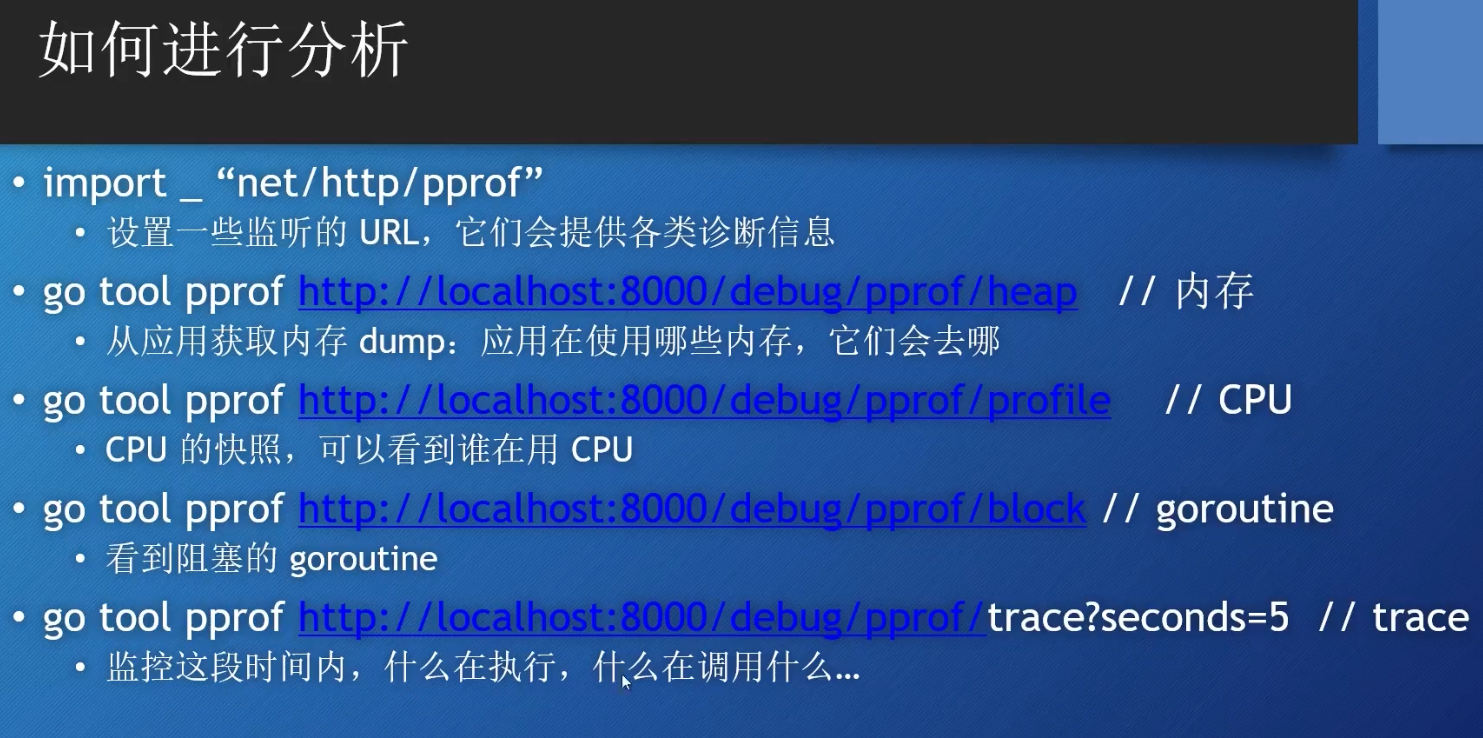 如何进行分析
• import _ “net/http/pprof”
• 设置一些监听的 URL，它们会提供各类诊断信息
• go tool pprof http://localhost:8000/debug/pprof/heap // 内存
• 从应用获取内存 dump：应用在使用哪些内存，它们会去哪
• go tool pprof http://localhost:8000/debug/pprof/profile // CPU
• CPU 的快照，可以看到谁在用 CPU
• go tool pprof http://localhost:8000/debug/pprof/block // goroutine
• 看到阻塞的 goroutine
• go tool pprof http://localhost:8000/debug/pprof/trace?seconds=5 // trace
• 监控这段时间内，什么在执行，什么在调用什么…